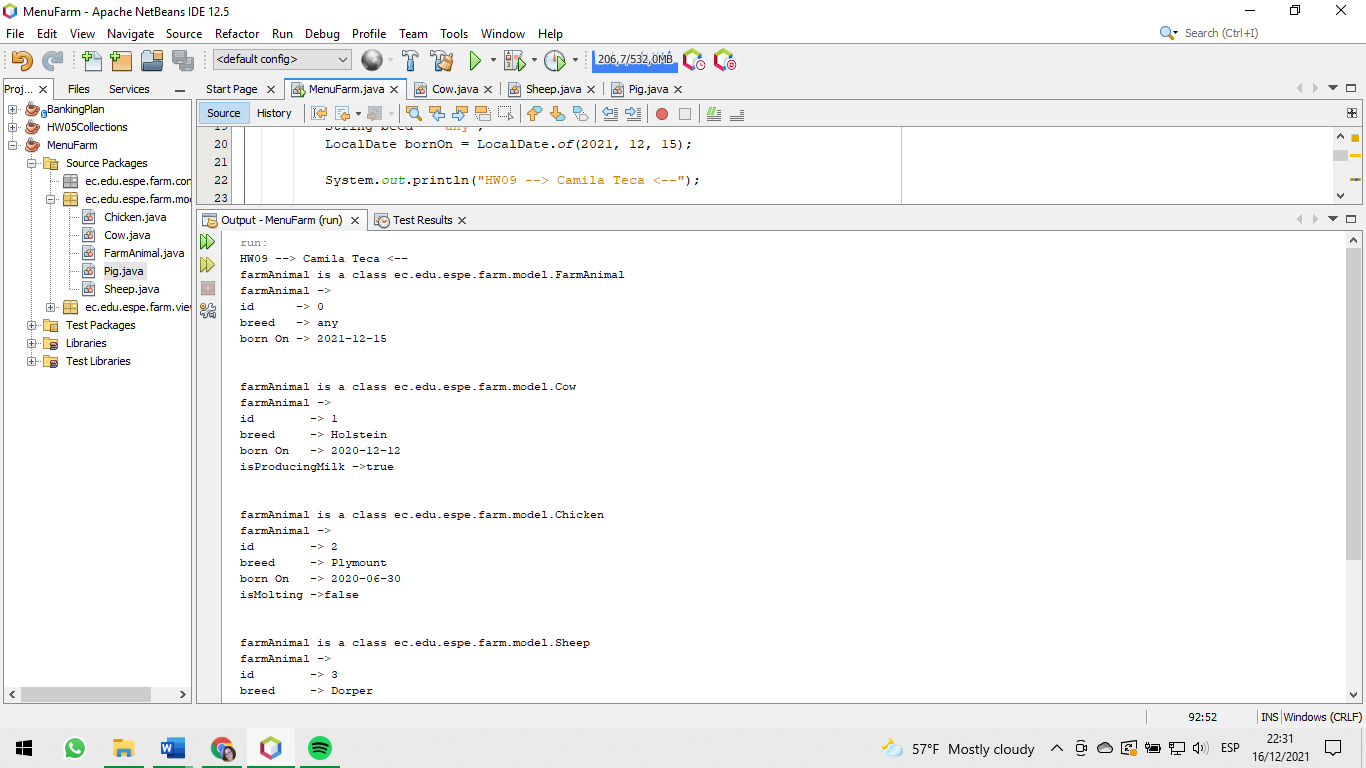 MenuFarm - Apache NetBeans IDE 12.5
File Edit View Navigate Source Refactor Run Debug Profile Team Tools Window Help
Search (Ctrl+I)
<default config>
206,7/532,0MB
Proj... Files Services
Start Page MenuFarm.java Cow.java Sheep.java Pig.java
Source History
BankingPlan
HW05Collections
MenuFarm
Source Packages
ec.edu.espe.farm.con
ec.edu.espe.farm.mo
Chicken.java
Cow.java
FarmAnimal.java
Pig.java
Sheep.java
ec.edu.espe.farm.vie
Test Packages
Libraries
Test Libraries
19 String beed = "any";
20 LocalDate bornOn = LocalDate.of(2021, 12, 15);
21
22 System.out.println("HW09 --> Camila Teca <--");
23
Output - MenuFarm (run) Test Results
run:
HW09 --> Camila Teca <--
farmAnimal is a class ec.edu.espe.farm.model.FarmAnimal
farmAnimal ->
id -> 0
breed -> any
born On -> 2021-12-15
farmAnimal is a class ec.edu.espe.farm.model.Cow
farmAnimal ->
id -> 1
breed -> Holstein
born On -> 2020-12-12
isProducingMilk ->true
farmAnimal is a class ec.edu.espe.farm.model.Chicken
farmAnimal ->
id -> 2
breed -> Plymount
born On -> 2020-06-30
isMolting ->false
farmAnimal is a class ec.edu.espe.farm.model.Sheep
farmAnimal ->
id -> 3
breed -> Dorper
92:52 INS Windows (CRLF)
57°F Mostly cloudy
ESP
22:31
16/12/2021